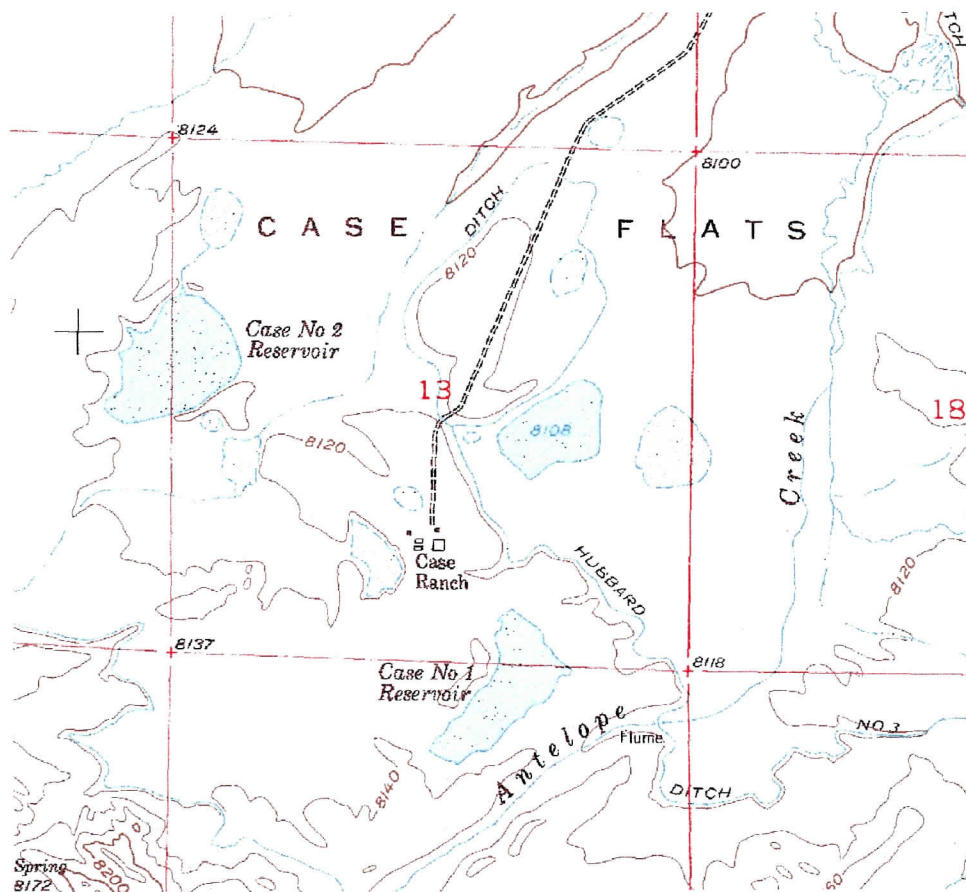 TCH
8124
8100
CASE FLATS
DITCH
8120
Case No 2
Reservoir
13
18
8108
8120
Creek
Case
Ranch
HUBBARD
8120
8137
8118
Case No 1
Reservoir
Antelope
Flume
NO 3
DITCH
8140
Spring
8172
8200
60